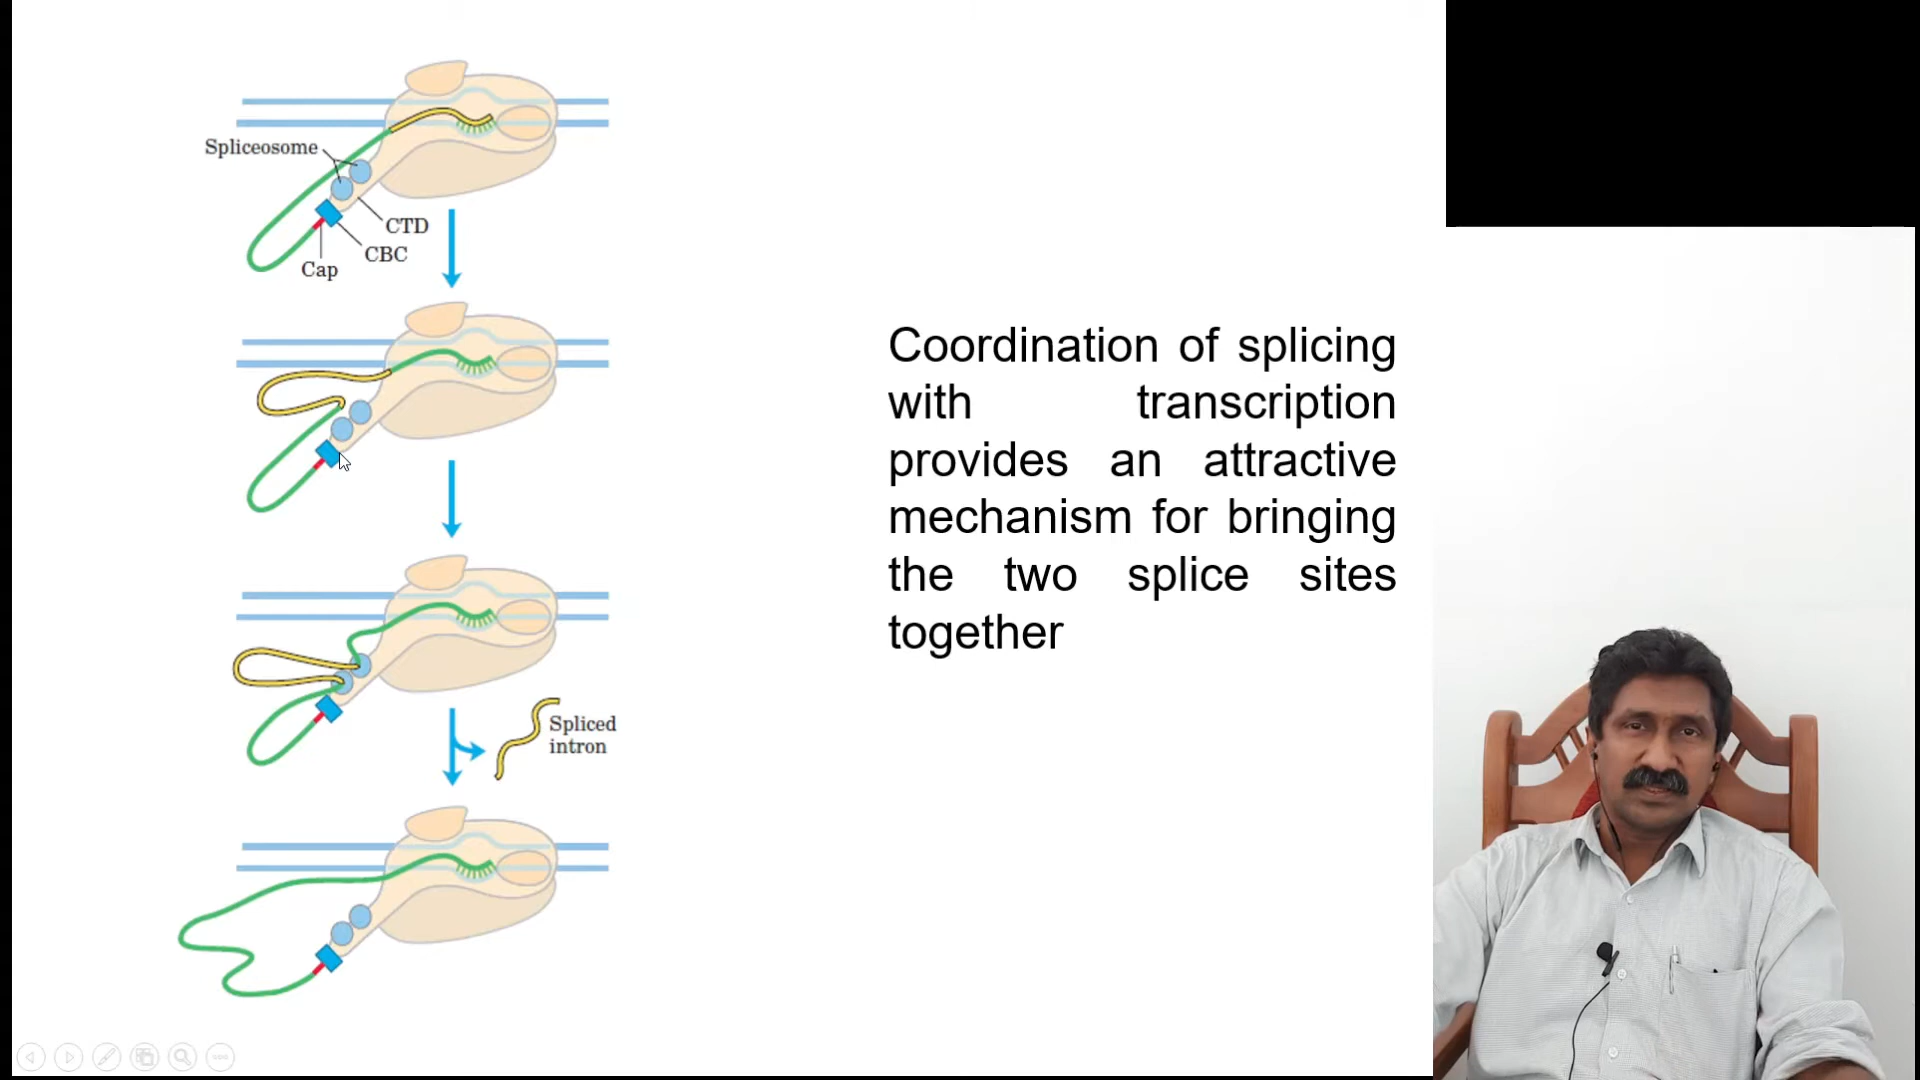 Spliceosome
CTD
CBC
Cap
Spliced
intron
Coordination of splicing
with transcription
provides an attractive
mechanism for bringing
the two splice sites
together